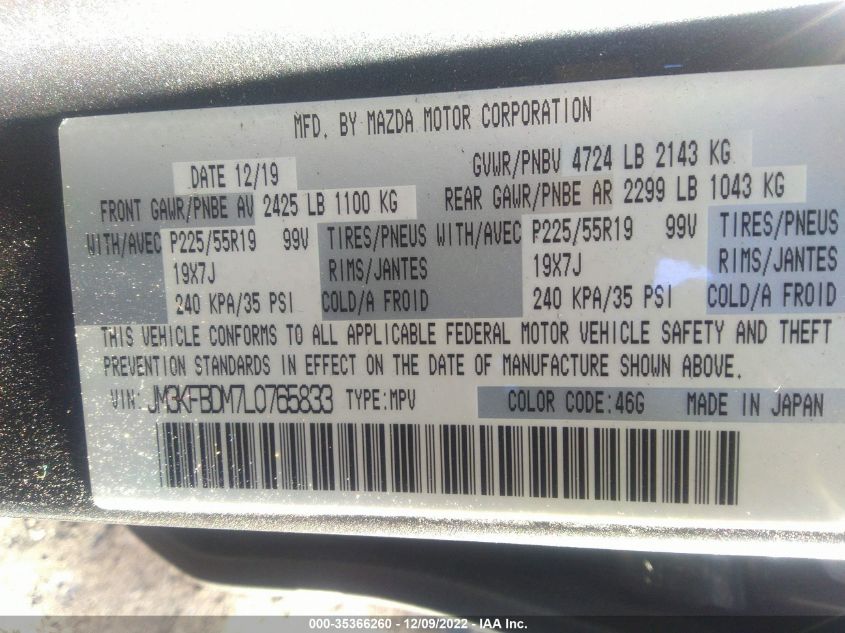 MFD. BY MAZDA MOTOR CORPORATION
DATE 12/19
GVWR/PNBV 4724 LB 2143 KG
FRONT GAWR/PNBE AV 2425 LB 1100 KG
REAR GAWR/PNBE AR 2299 LB 1043 KG
WITH/AVEC P225/55R19 99V TIRES/PNEUS WITH/AVEC P225/55R19 99V TIRES/PNEUS
19X7J RIMS/JANTES 19X7J RIMS/JANTES
240 KPA/35 PSI COLD/A FROID 240 KPA/35 PSI COLD/A FROID
THIS VEHICLE CONFORMS TO ALL APPLICABLE FEDERAL MOTOR VEHICLE SAFETY AND THEFT
PREVENTION STANDARDS IN EFFECT ON THE DATE OF MANUFACTURE SHOWN ABOVE.
VIN: JM3KFBDM7L0765833 TYPE:MPV COLOR CODE:46G MADE IN JAPAN
000-35366260 - 12/09/2022 - IAA Inc.